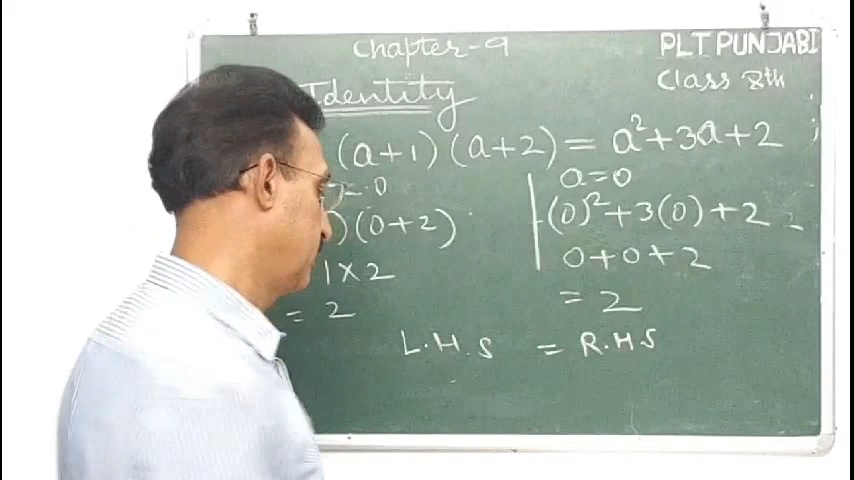 Chapter-9
PLT PUNJABI
Class 8th
Identity
(a+1)(a+2) = a²+3a+2
a=0
)(0+2)
(0)²+3(0)+2
1×2
0+0+2
= 2
= 2
L.H.S = R.H.S